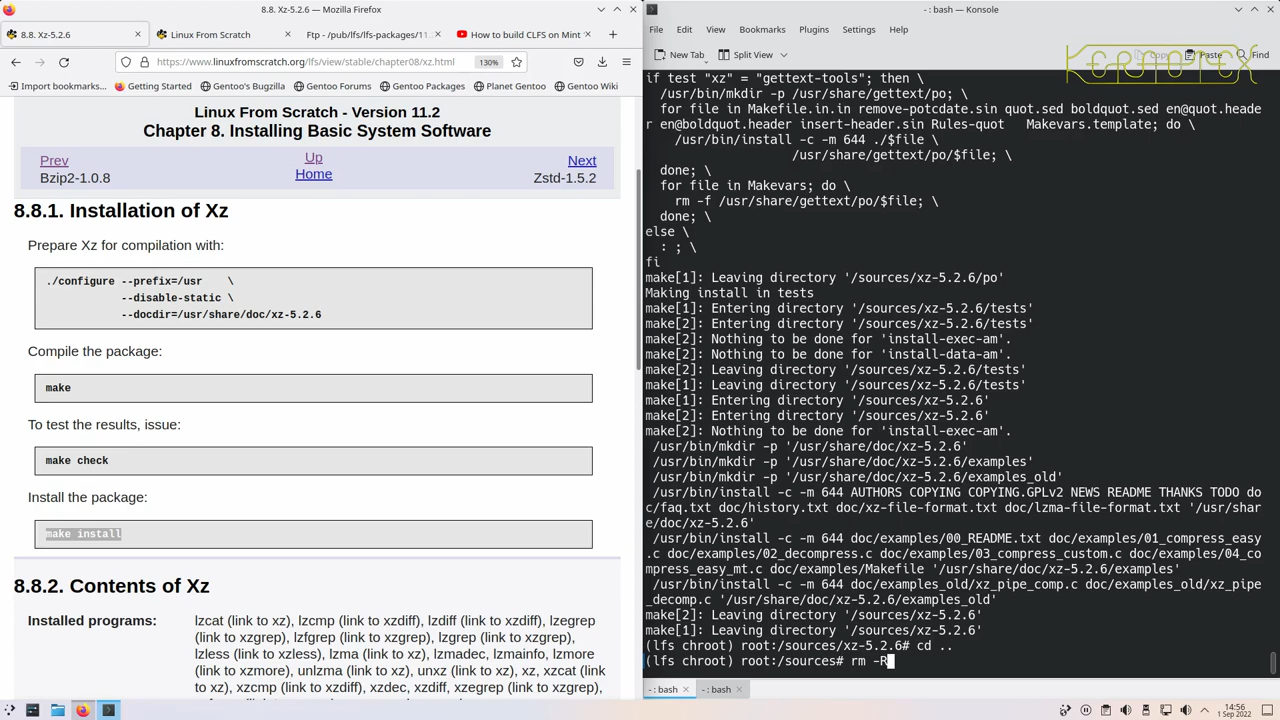 8.8. Xz-5.2.6 — Mozilla Firefox
8.8. Xz-5.2.6
Linux From Scratch
Ftp - /pub/lfs/lfs-packages/11.
How to build CLFS on Mint
https://www.linuxfromscratch.org/lfs/view/stable/chapter08/xz.html
Import bookmarks...
Getting Started
Gentoo's Bugzilla
Gentoo Forums
Gentoo Packages
Planet Gentoo
Gentoo Wiki
Linux From Scratch - Version 11.2
Chapter 8. Installing Basic System Software
Prev
Up
Next
Bzip2-1.0.8
Home
Zstd-1.5.2
8.8.1. Installation of Xz
Prepare Xz for compilation with:
./configure --prefix=/usr \
--disable-static \
--docdir=/usr/share/doc/xz-5.2.6
Compile the package:
make
To test the results, issue:
make check
Install the package:
make install
8.8.2. Contents of Xz
Installed programs:
lzcat (link to xz), lzcmp (link to xzdiff), lzdiff (link to xzdiff), lzegrep
(link to xzgrep), lzfgrep (link to xzgrep), lzgrep (link to xzgrep),
lzless (link to xzless), lzma (link to xz), lzmadec, lzmainfo, lzmore
(link to xzmore), unlzma (link to xz), unxz (link to xz), xz, xzcat (link
to xz), xzcmp (link to xzdiff), xzdec, xzdiff, xzegrep (link to xzgrep),
- : bash — Konsole
File
Edit
View
Bookmarks
Plugins
Settings
Help
New Tab
Split View
Copy
Paste
Find
if test "xz" = "gettext-tools"; then \
/usr/bin/mkdir -p /usr/share/gettext/po; \
for file in Makefile.in.in remove-potcdate.sin quot.sed boldquot.sed en@quot.heade
r en@boldquot.header insert-header.sin Rules-quot Makevars.template; do \
/usr/bin/install -c -m 644 ./$file \
/usr/share/gettext/po/$file; \
done; \
for file in Makevars; do \
rm -f /usr/share/gettext/po/$file; \
done; \
else \
: ; \
fi
make[1]: Leaving directory '/sources/xz-5.2.6/po'
Making install in tests
make[1]: Entering directory '/sources/xz-5.2.6/tests'
make[2]: Entering directory '/sources/xz-5.2.6/tests'
make[2]: Nothing to be done for 'install-exec-am'.
make[2]: Nothing to be done for 'install-data-am'.
make[2]: Leaving directory '/sources/xz-5.2.6/tests'
make[1]: Leaving directory '/sources/xz-5.2.6/tests'
make[1]: Entering directory '/sources/xz-5.2.6'
make[2]: Entering directory '/sources/xz-5.2.6'
make[2]: Nothing to be done for 'install-exec-am'.
/usr/bin/mkdir -p '/usr/share/doc/xz-5.2.6'
/usr/bin/mkdir -p '/usr/share/doc/xz-5.2.6/examples'
/usr/bin/mkdir -p '/usr/share/doc/xz-5.2.6/examples_old'
/usr/bin/install -c -m 644 AUTHORS COPYING COPYING.GPLv2 NEWS README THANKS TODO do
c/faq.txt doc/history.txt doc/xz-file-format.txt doc/lzma-file-format.txt '/usr/shar
e/doc/xz-5.2.6'
/usr/bin/install -c -m 644 doc/examples/00_README.txt doc/examples/01_compress_easy
.c doc/examples/02_decompress.c doc/examples/03_compress_custom.c doc/examples/04_co
mpress_easy_mt.c doc/examples/Makefile '/usr/share/doc/xz-5.2.6/examples'
/usr/bin/install -c -m 644 doc/examples_old/xz_pipe_comp.c doc/examples_old/xz_pipe
_decomp.c '/usr/share/doc/xz-5.2.6/examples_old'
make[2]: Leaving directory '/sources/xz-5.2.6'
make[1]: Leaving directory '/sources/xz-5.2.6'
(lfs chroot) root:/sources/xz-5.2.6# cd ..
(lfs chroot) root:/sources# rm -R
- : bash
- : bash
14:56
1 Sep 2022